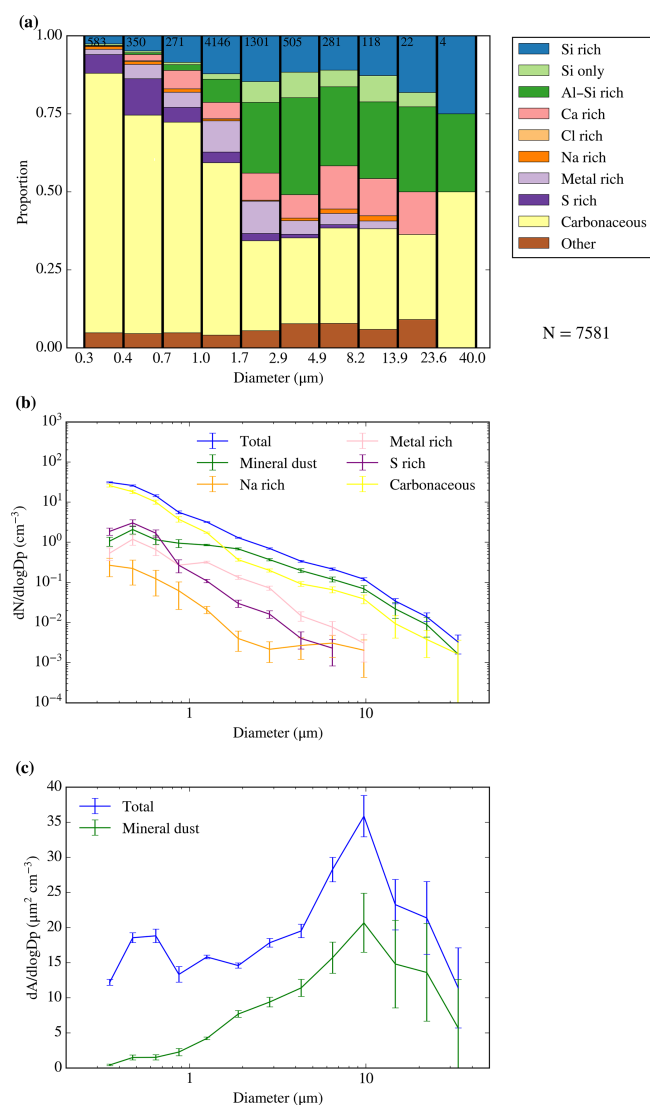 (a)
583 350 271 4146 1301 505 281 118 22 4
1.00
0.75
0.50
0.25
0.00
Proportion
0.3 0.4 0.7 1.0 1.7 2.9 4.9 8.2 13.9 23.6 40.0
Diameter (μm)
Si rich
Si only
Al–Si rich
Ca rich
Cl rich
Na rich
Metal rich
S rich
Carbonaceous
Other
N = 7581
(b)
10³
10²
10¹
10⁰
10⁻¹
10⁻²
10⁻³
10⁻⁴
dN/dlogDp (cm⁻³)
Total
Mineral dust
Na rich
Metal rich
S rich
Carbonaceous
1 10
Diameter (μm)
(c)
40
35
30
25
20
15
10
5
0
dA/dlogDp (μm² cm⁻³)
Total
Mineral dust
1 10
Diameter (μm)